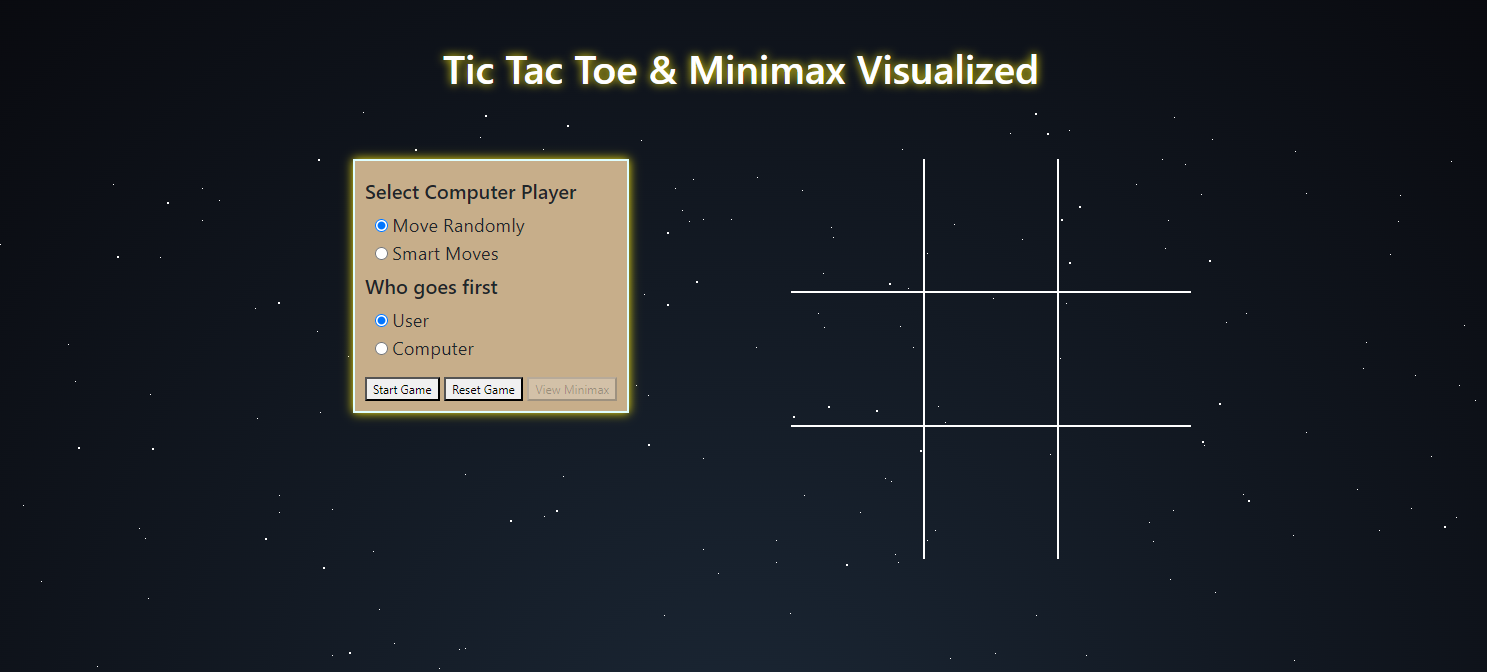 Tic Tac Toe & Minimax Visualized
Select Computer Player
Move Randomly
Smart Moves
Who goes first
User
Computer
Start Game Reset Game View Minimax